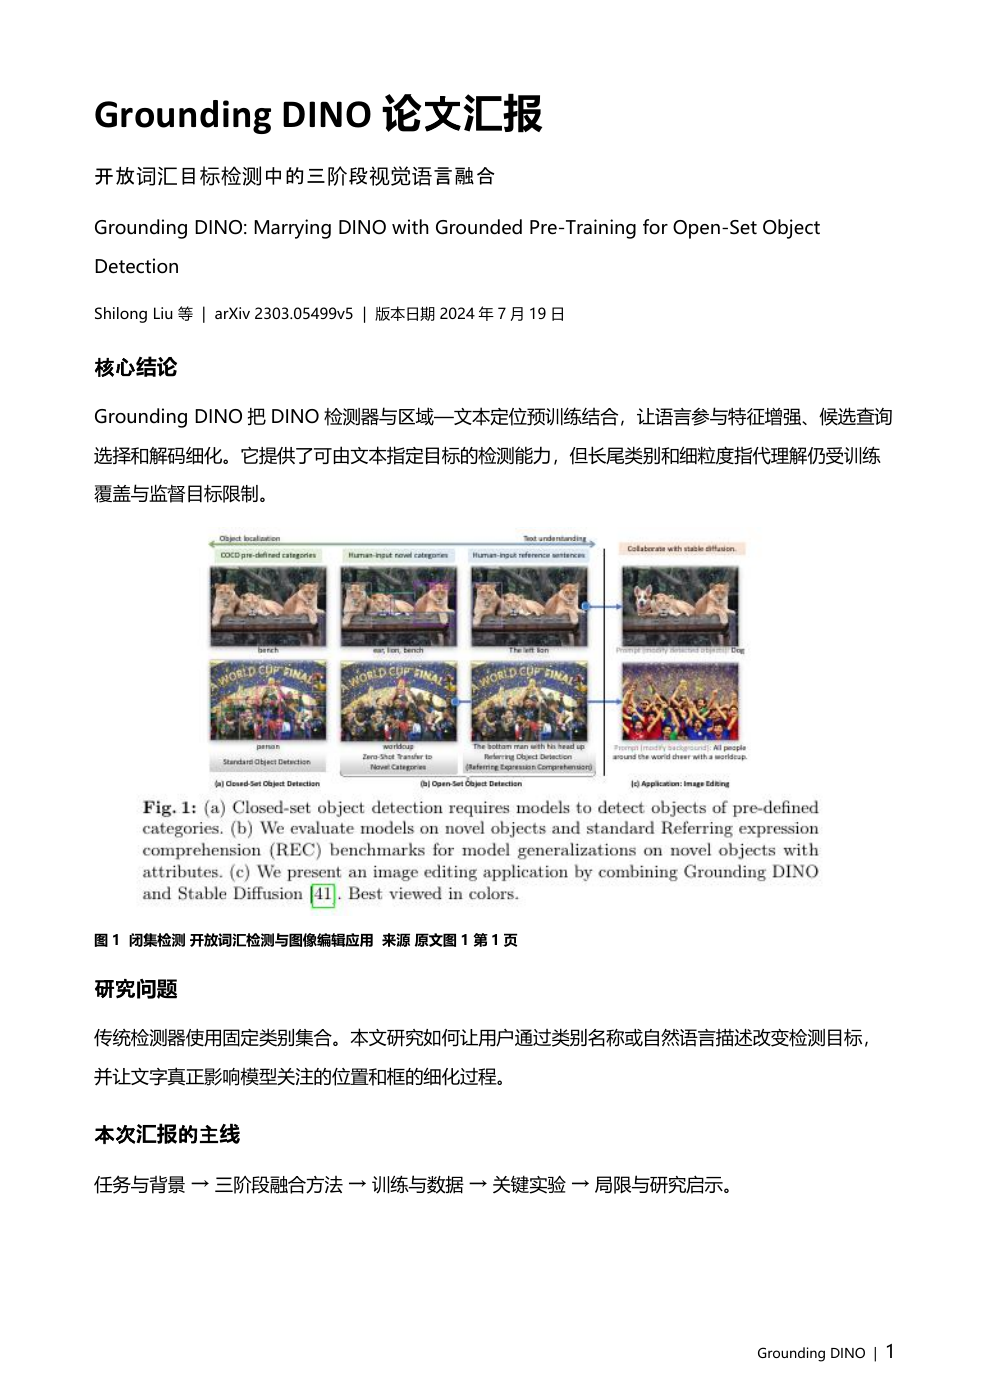 Grounding DINO 论文汇报
开放词汇目标检测中的三阶段视觉语言融合
Grounding DINO: Marrying DINO with Grounded Pre-Training for Open-Set Object
Detection
Shilong Liu 等 | arXiv 2303.05499v5 | 版本日期 2024 年 7 月 19 日
核心结论
Grounding DINO 把 DINO 检测器与区域—文本定位预训练结合，让语言参与特征增强、候选查询
选择和解码细化。它提供了可由文本指定目标的检测能力，但长尾类别和细粒度指代理解仍受训练
覆盖与监督目标限制。
Object localization Text understanding
COCO pre-defined categories Human-input novel categories Human-input reference sentences Collaborate with stable diffusion.
bench ear, lion, bench The left lion Prompt (modify detected objects): Dog
WORLD CUP FINAL WORLD CUP FINAL WORLD CUP FINAL
person worldcup The bottom man with his head up Prompt (modify background): All people
around the world cheer with a worldcup.
Standard Object Detection Zero-Shot Transfer to Novel Categories Referring Object Detection (Referring Expression Comprehension)
(a) Closed-Set Object Detection (b) Open-Set Object Detection (c) Application: Image Editing
Fig. 1: (a) Closed-set object detection requires models to detect objects of pre-defined
categories. (b) We evaluate models on novel objects and standard Referring expression
comprehension (REC) benchmarks for model generalizations on novel objects with
attributes. (c) We present an image editing application by combining Grounding DINO
and Stable Diffusion [41]. Best viewed in colors.
图 1 闭集检测 开放词汇检测与图像编辑应用 来源 原文图 1 第 1 页
研究问题
传统检测器使用固定类别集合。本文研究如何让用户通过类别名称或自然语言描述改变检测目标，
并让文字真正影响模型关注的位置和框的细化过程。
本次汇报的主线
任务与背景 → 三阶段融合方法 → 训练与数据 → 关键实验 → 局限与研究启示。
Grounding DINO | 1